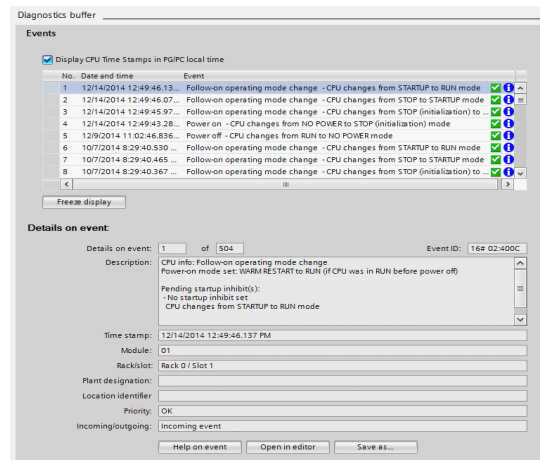 Diagnostics buffer
Events
Display CPU Time Stamps in PG/PC local time
No. Date and time Event
1 12/14/2014 12:49:46.13... Follow-on operating mode change - CPU changes from STARTUP to RUN mode
2 12/14/2014 12:49:46.07... Follow-on operating mode change - CPU changes from STOP to STARTUP mode
3 12/14/2014 12:49:45.97... Follow-on operating mode change - CPU changes from STOP (initialization) to ...
4 12/14/2014 12:49:43.28... Power on - CPU changes from NO POWER to STOP (initialization) mode
5 12/9/2014 11:02:46.836... Power off - CPU changes from RUN to NO POWER mode
6 10/7/2014 8:29:40.530 ... Follow-on operating mode change - CPU changes from STARTUP to RUN mode
7 10/7/2014 8:29:40.465 ... Follow-on operating mode change - CPU changes from STOP to STARTUP mode
8 10/7/2014 8:29:40.367 ... Follow-on operating mode change - CPU changes from STOP (initialization) to ...
Freeze display
Details on event:
Details on event: 1 of 504 Event ID: 16# 02:400C
Description: CPU info: Follow-on operating mode change
Power-on mode set: WARM RESTART to RUN (if CPU was in RUN before power off)
Pending startup inhibit(s):
- No startup inhibit set
CPU changes from STARTUP to RUN mode
Time stamp: 12/14/2014 12:49:46.137 PM
Module: 01
Rack/slot: Rack 0 / Slot 1
Plant designation:
Location identifier
Priority: OK
Incoming/outgoing: Incoming event
Help on event Open in editor Save as...